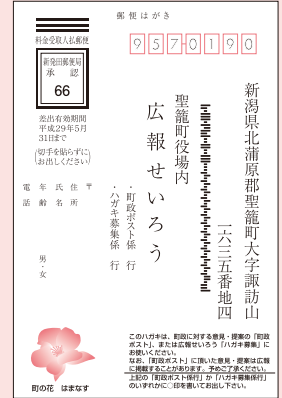 郵便はがき
957-0190
料金受取人払郵便
新発田郵便局
承認
66
差出有効期間
平成29年5月
31日まで
(切手を貼らずに
お出しください)
新潟県北蒲原郡聖籠町大字諏訪山
一六三五番地四
聖籠町役場内
広報せいろう
・町政ポスト係 行
・ハガキ募集係 行
〒
住所
氏名
年齢
男・女
電話
このハガキは、町政に対する意見・提案の「町政
ポスト」、または広報せいろう「ハガキ募集」に
お使いください。
なお、「町政ポスト」に頂いた意見・提案は広報
に掲載することがあります。予めご了承ください。
上記の「町政ポスト係行」か「ハガキ募集係行」
のいずれかに○印を書いてお出し下さい。
町の花 はまなす